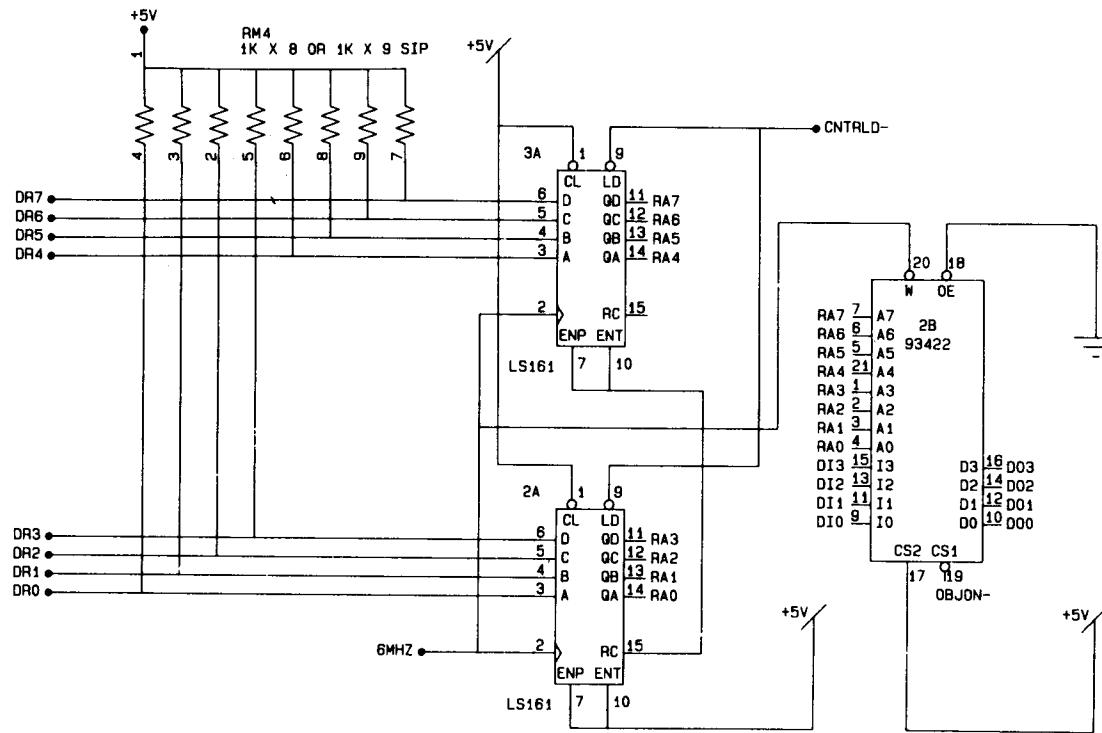 +5V
RM4
1K X 8 OR 1K X 9 SIP
1
4 3 2 5 6 8 9 7
+5V
CNTRLD-
3A
1 9
CL LD
DR7 6 D QD 11 RA7
DR6 5 C QC 12 RA6
DR5 4 B QB 13 RA5
DR4 3 A QA 14 RA4
2 RC 15
ENP ENT
LS161 7 10
20 18
W OE
2B
93422
RA7 7 A7
RA6 6 A6
RA5 5 A5
RA4 21 A4
RA3 1 A3
RA2 2 A2
RA1 3 A1
RA0 4 A0
DI3 15 I3 D3 16 DO3
DI2 13 I2 D2 14 DO2
DI1 11 I1 D1 12 DO1
DI0 9 I0 D0 10 DO0
CS2 CS1
17 19
OBJON-
2A
1 9
CL LD
DR3 6 D QD 11 RA3
DR2 5 C QC 12 RA2
DR1 4 B QB 13 RA1
DR0 3 A QA 14 RA0
6MHZ 2 RC 15
ENP ENT
LS161 7 10
+5V
+5V